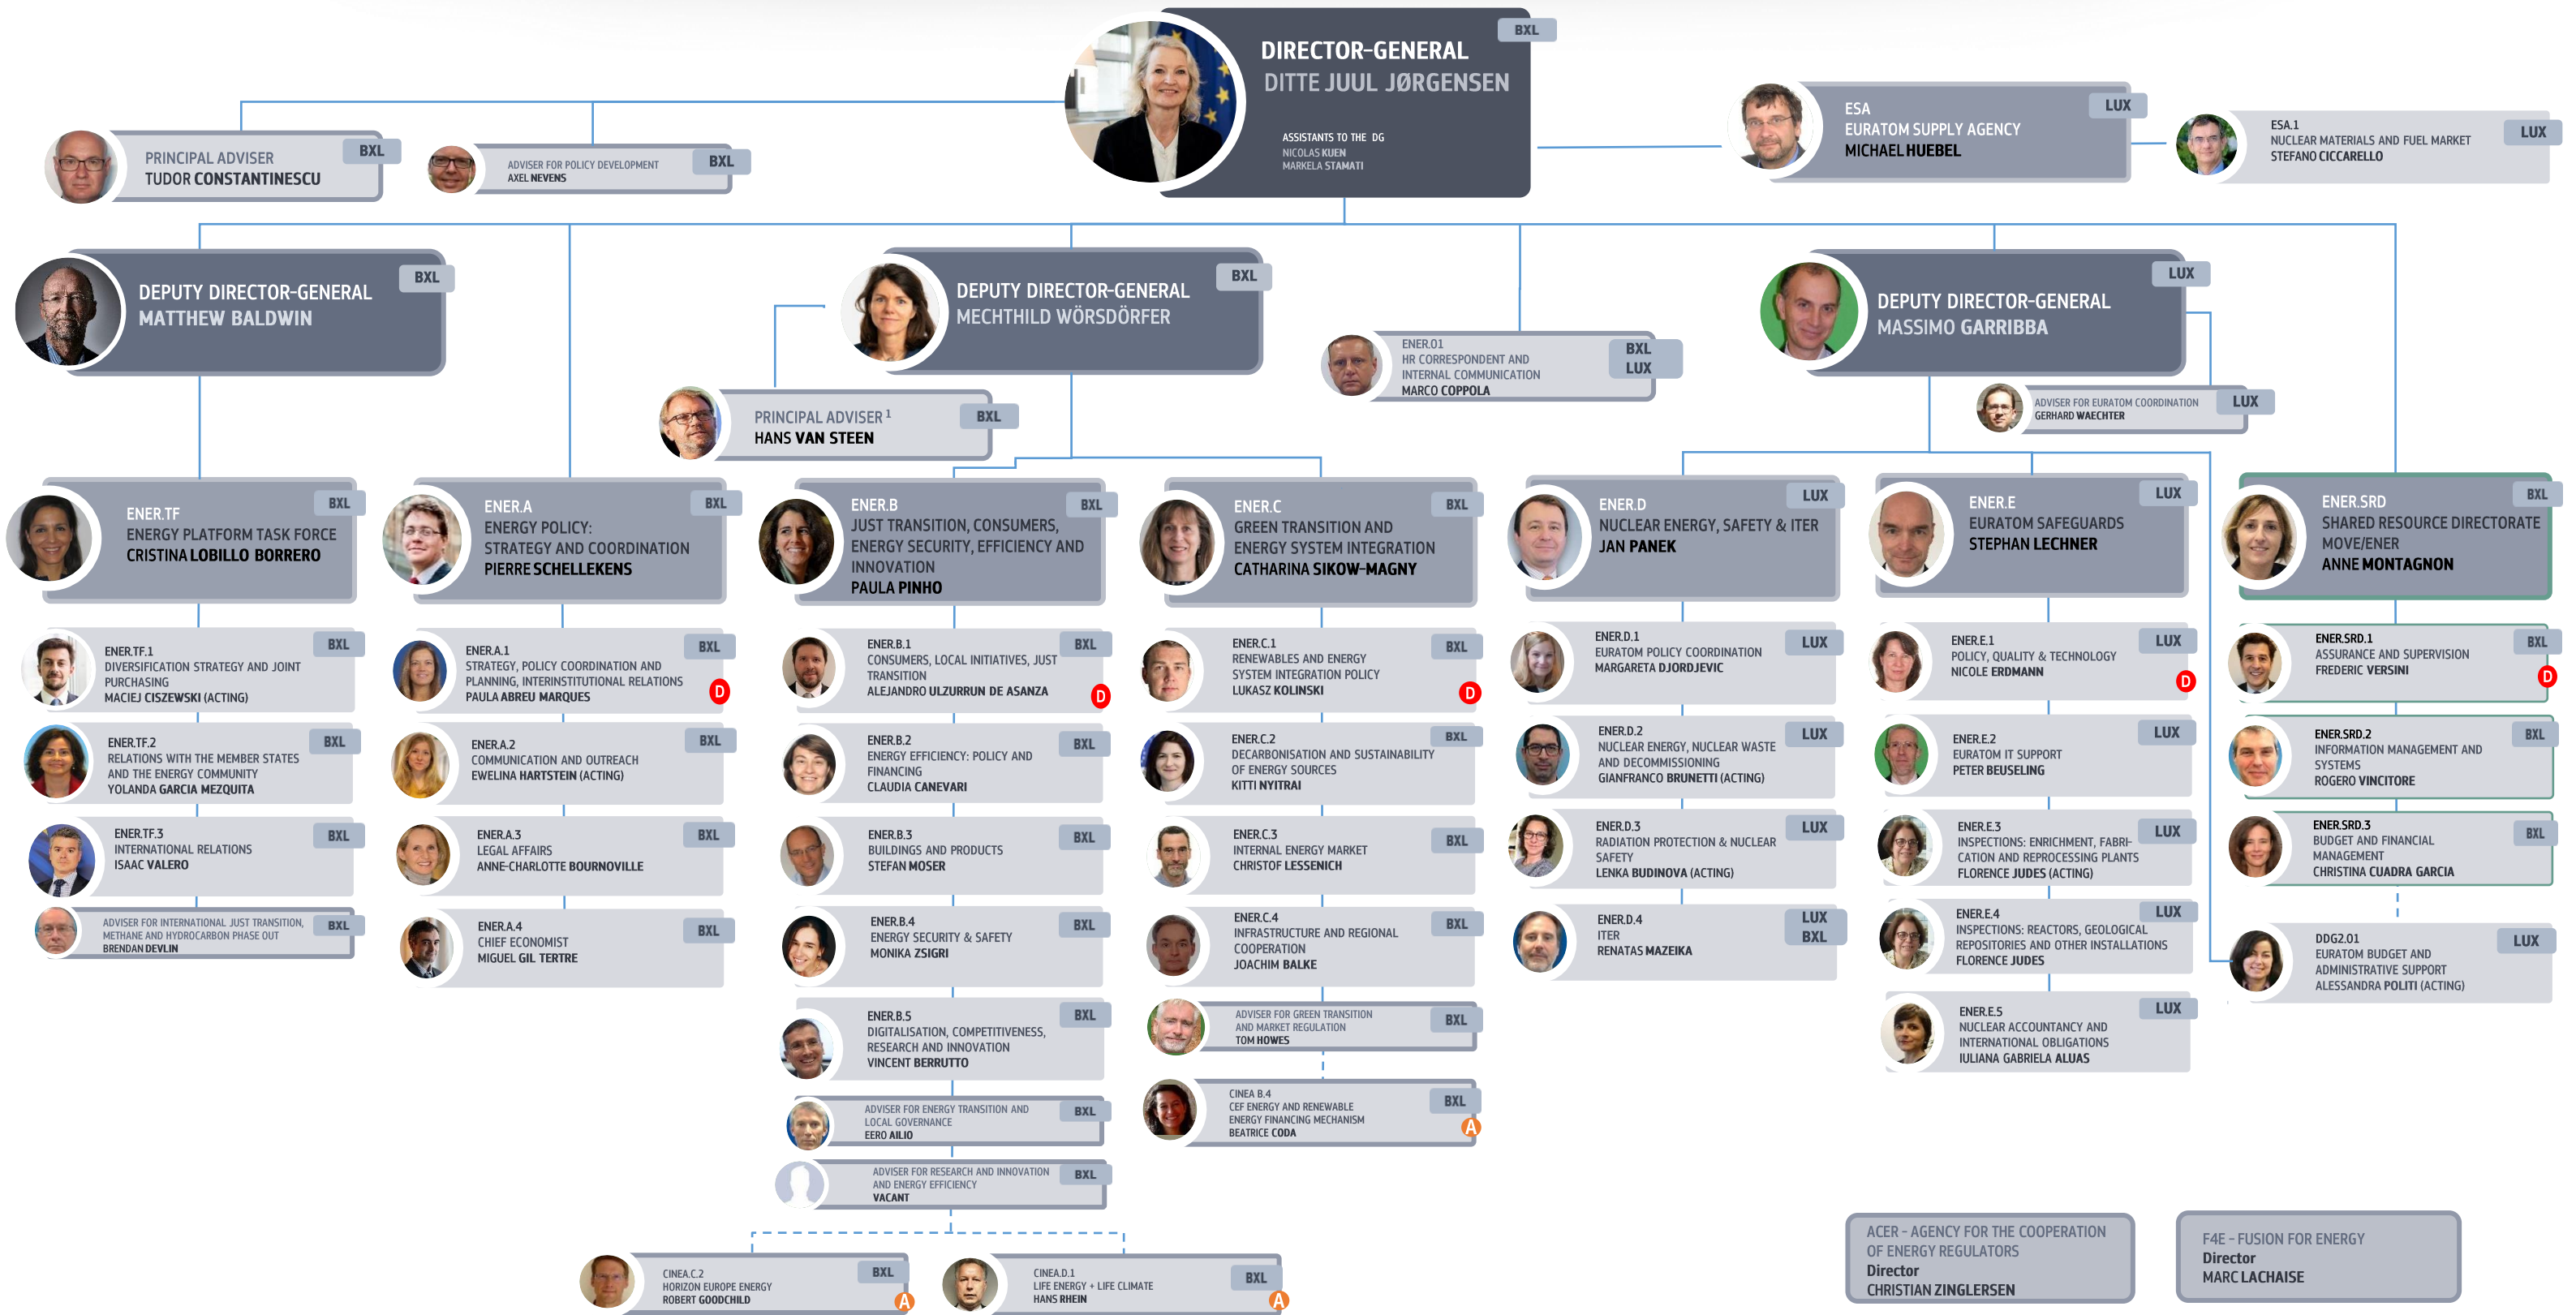 BXL
DIRECTOR-GENERAL
DITTE JUUL JØRGENSEN
ASSISTANTS TO THE DG
NICOLAS KUEN
MARKELA STAMATI
PRINCIPAL ADVISER
TUDOR CONSTANTINESCU
BXL
ADVISER FOR POLICY DEVELOPMENT
AXEL NEVENS
BXL
ESA
EURATOM SUPPLY AGENCY
MICHAEL HUEBEL
LUX
ESA.1
NUCLEAR MATERIALS AND FUEL MARKET
STEFANO CICCARELLO
LUX
DEPUTY DIRECTOR-GENERAL
MATTHEW BALDWIN
BXL
DEPUTY DIRECTOR-GENERAL
MECHTHILD WÖRSDÖRFER
BXL
PRINCIPAL ADVISER 1
HANS VAN STEEN
BXL
ENER.01
HR CORRESPONDENT AND
INTERNAL COMMUNICATION
MARCO COPPOLA
BXL
LUX
DEPUTY DIRECTOR-GENERAL
MASSIMO GARRIBBA
LUX
ADVISER FOR EURATOM COORDINATION
GERHARD WAECHTER
LUX
ENER.TF
ENERGY PLATFORM TASK FORCE
CRISTINA LOBILLO BORRERO
BXL
ENER.TF.1
DIVERSIFICATION STRATEGY AND JOINT
PURCHASING
MACIEJ CISZEWSKI (ACTING)
BXL
ENER.TF.2
RELATIONS WITH THE MEMBER STATES
AND THE ENERGY COMMUNITY
YOLANDA GARCIA MEZQUITA
BXL
ENER.TF.3
INTERNATIONAL RELATIONS
ISAAC VALERO
BXL
ADVISER FOR INTERNATIONAL JUST TRANSITION,
METHANE AND HYDROCARBON PHASE OUT
BRENDAN DEVLIN
BXL
ENER.A
ENERGY POLICY:
STRATEGY AND COORDINATION
PIERRE SCHELLEKENS
BXL
ENER.A.1
STRATEGY, POLICY COORDINATION AND
PLANNING, INTERINSTITUTIONAL RELATIONS
PAULA ABREU MARQUES
BXL
D
ENER.A.2
COMMUNICATION AND OUTREACH
EWELINA HARTSTEIN (ACTING)
BXL
ENER.A.3
LEGAL AFFAIRS
ANNE-CHARLOTTE BOURNOVILLE
BXL
ENER.A.4
CHIEF ECONOMIST
MIGUEL GIL TERTRE
BXL
ENER.B
JUST TRANSITION, CONSUMERS,
ENERGY SECURITY, EFFICIENCY AND
INNOVATION
PAULA PINHO
BXL
ENER.B.1
CONSUMERS, LOCAL INITIATIVES, JUST
TRANSITION
ALEJANDRO ULZURRUN DE ASANZA
BXL
D
ENER.B.2
ENERGY EFFICIENCY: POLICY AND
FINANCING
CLAUDIA CANEVARI
BXL
ENER.B.3
BUILDINGS AND PRODUCTS
STEFAN MOSER
BXL
ENER.B.4
ENERGY SECURITY & SAFETY
MONIKA ZSIGRI
BXL
ENER.B.5
DIGITALISATION, COMPETITIVENESS,
RESEARCH AND INNOVATION
VINCENT BERRUTTO
BXL
ADVISER FOR ENERGY TRANSITION AND
LOCAL GOVERNANCE
EERO AILIO
BXL
ADVISER FOR RESEARCH AND INNOVATION
AND ENERGY EFFICIENCY
VACANT
BXL
CINEA.C.2
HORIZON EUROPE ENERGY
ROBERT GOODCHILD
BXL
A
CINEA.D.1
LIFE ENERGY + LIFE CLIMATE
HANS RHEIN
BXL
A
ENER.C
GREEN TRANSITION AND
ENERGY SYSTEM INTEGRATION
CATHARINA SIKOW-MAGNY
BXL
ENER.C.1
RENEWABLES AND ENERGY
SYSTEM INTEGRATION POLICY
LUKASZ KOLINSKI
BXL
D
ENER.C.2
DECARBONISATION AND SUSTAINABILITY
OF ENERGY SOURCES
KITTI NYITRAI
BXL
ENER.C.3
INTERNAL ENERGY MARKET
CHRISTOF LESSENICH
BXL
ENER.C.4
INFRASTRUCTURE AND REGIONAL
COOPERATION
JOACHIM BALKE
BXL
ADVISER FOR GREEN TRANSITION
AND MARKET REGULATION
TOM HOWES
BXL
CINEA B.4
CEF ENERGY AND RENEWABLE
ENERGY FINANCING MECHANISM
BEATRICE CODA
BXL
A
ENER.D
NUCLEAR ENERGY, SAFETY & ITER
JAN PANEK
LUX
ENER.D.1
EURATOM POLICY COORDINATION
MARGARETA DJORDJEVIC
LUX
ENER.D.2
NUCLEAR ENERGY, NUCLEAR WASTE
AND DECOMMISSIONING
GIANFRANCO BRUNETTI (ACTING)
LUX
ENER.D.3
RADIATION PROTECTION & NUCLEAR
SAFETY
LENKA BUDINOVA (ACTING)
LUX
ENER.D.4
ITER
RENATAS MAZEIKA
LUX
BXL
ENER.E
EURATOM SAFEGUARDS
STEPHAN LECHNER
LUX
ENER.E.1
POLICY, QUALITY & TECHNOLOGY
NICOLE ERDMANN
LUX
D
ENER.E.2
EURATOM IT SUPPORT
PETER BEUSELING
LUX
ENER.E.3
INSPECTIONS: ENRICHMENT, FABRI-
CATION AND REPROCESSING PLANTS
FLORENCE JUDES (ACTING)
LUX
ENER.E.4
INSPECTIONS: REACTORS, GEOLOGICAL
REPOSITORIES AND OTHER INSTALLATIONS
FLORENCE JUDES
LUX
ENER.E.5
NUCLEAR ACCOUNTANCY AND
INTERNATIONAL OBLIGATIONS
IULIANA GABRIELA ALUAS
LUX
ENER.SRD
SHARED RESOURCE DIRECTORATE
MOVE/ENER
ANNE MONTAGNON
BXL
ENER.SRD.1
ASSURANCE AND SUPERVISION
FREDERIC VERSINI
BXL
D
ENER.SRD.2
INFORMATION MANAGEMENT AND
SYSTEMS
ROGERO VINCITORE
BXL
ENER.SRD.3
BUDGET AND FINANCIAL
MANAGEMENT
CHRISTINA CUADRA GARCIA
BXL
DDG2.01
EURATOM BUDGET AND
ADMINISTRATIVE SUPPORT
ALESSANDRA POLITI (ACTING)
LUX
ACER - AGENCY FOR THE COOPERATION
OF ENERGY REGULATORS
Director
CHRISTIAN ZINGLERSEN
F4E - FUSION FOR ENERGY
Director
MARC LACHAISE